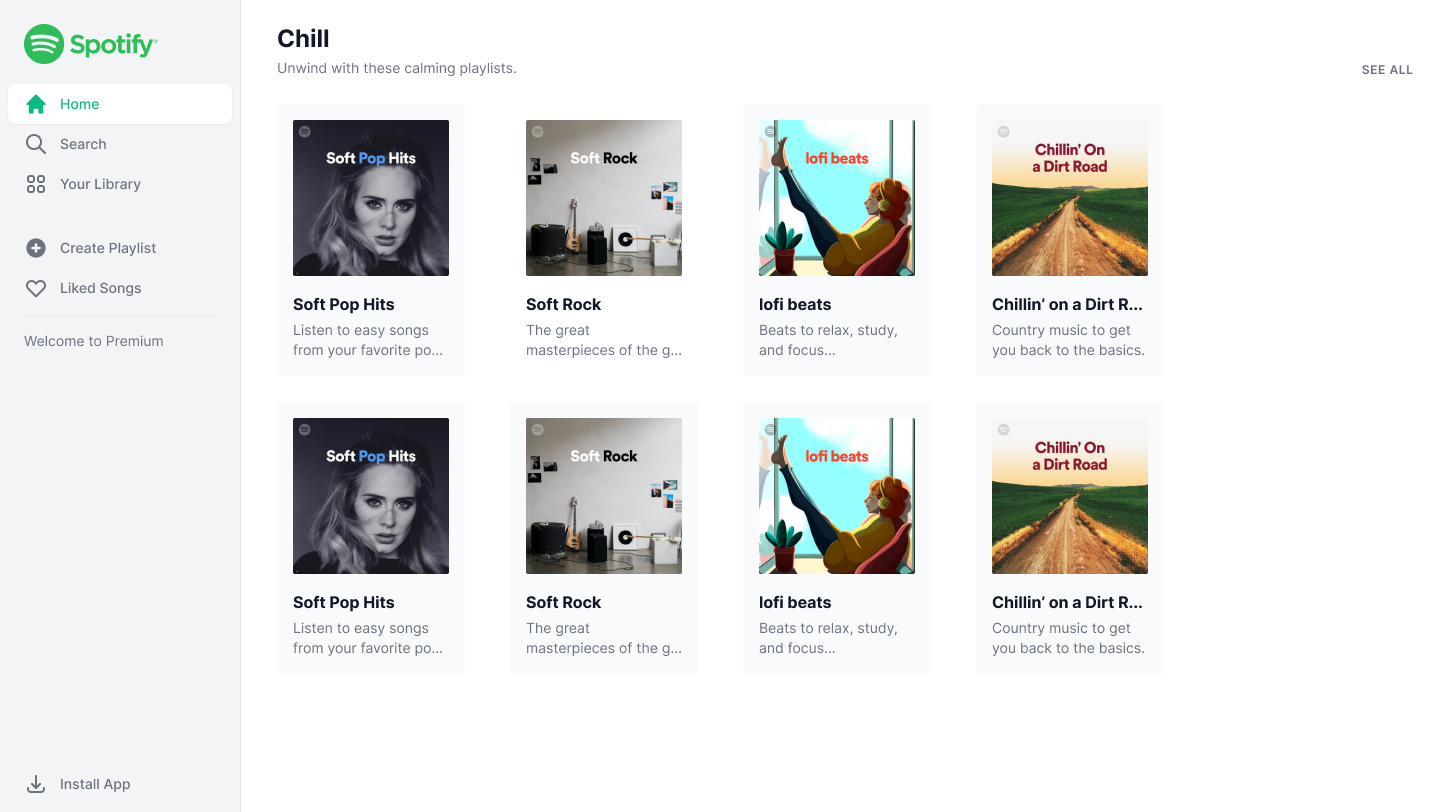 Spotify
Home
Search
Your Library
Create Playlist
Liked Songs
Welcome to Premium
Install App
Chill
Unwind with these calming playlists.
SEE ALL
Soft Pop Hits
Soft Pop Hits
Listen to easy songs
from your favorite po...
Soft Rock
Soft Rock
The great
masterpieces of the g...
lofi beats
lofi beats
Beats to relax, study,
and focus...
Chillin' On
a Dirt Road
Chillin’ on a Dirt R...
Country music to get
you back to the basics.
Soft Pop Hits
Soft Pop Hits
Listen to easy songs
from your favorite po...
Soft Rock
Soft Rock
The great
masterpieces of the g...
lofi beats
lofi beats
Beats to relax, study,
and focus...
Chillin' On
a Dirt Road
Chillin’ on a Dirt R...
Country music to get
you back to the basics.